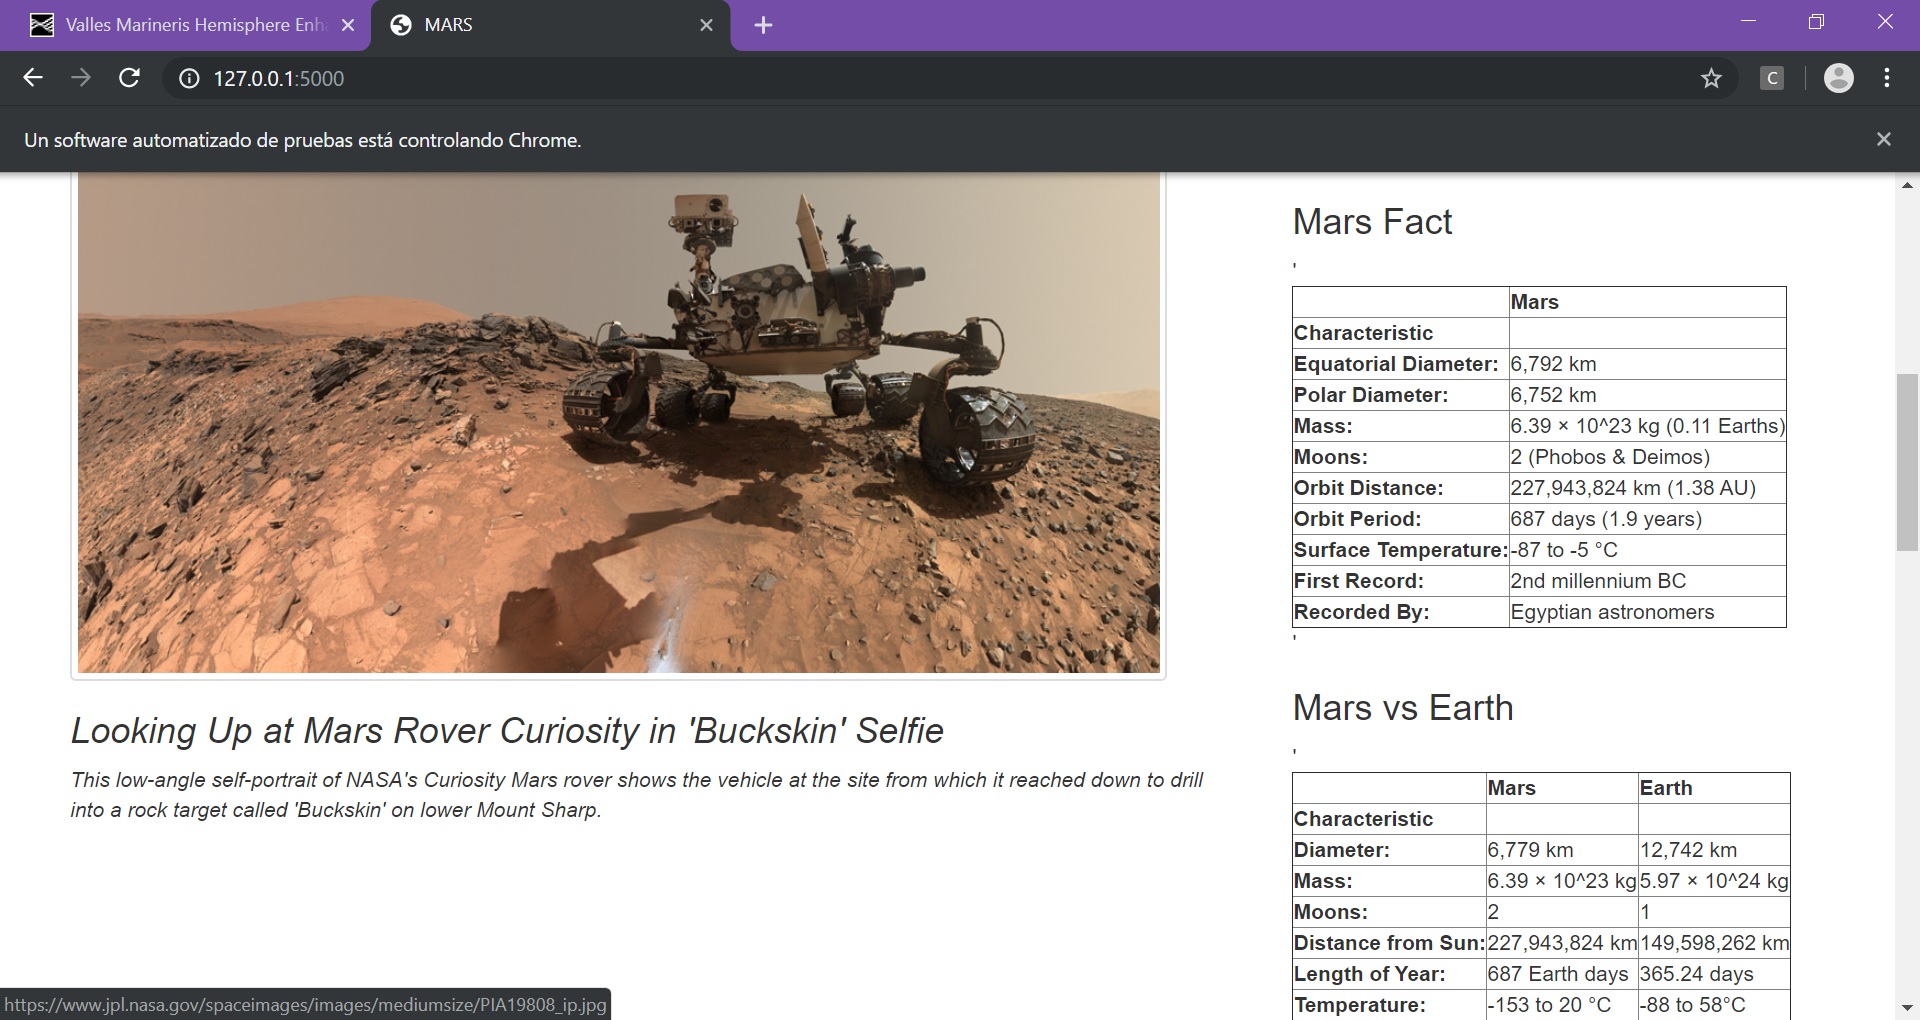 Valles Marineris Hemisphere Enh
MARS
127.0.0.1:5000
C
Un software automatizado de pruebas está controlando Chrome.
Looking Up at Mars Rover Curiosity in 'Buckskin' Selfie
This low-angle self-portrait of NASA's Curiosity Mars rover shows the vehicle at the site from which it reached down to drill
into a rock target called 'Buckskin' on lower Mount Sharp.
Mars Fact
'
Mars
Characteristic
Equatorial Diameter: 6,792 km
Polar Diameter: 6,752 km
Mass: 6.39 × 10^23 kg (0.11 Earths)
Moons: 2 (Phobos & Deimos)
Orbit Distance: 227,943,824 km (1.38 AU)
Orbit Period: 687 days (1.9 years)
Surface Temperature: -87 to -5 °C
First Record: 2nd millennium BC
Recorded By: Egyptian astronomers
'
Mars vs Earth
'
Mars Earth
Characteristic
Diameter: 6,779 km 12,742 km
Mass: 6.39 × 10^23 kg 5.97 × 10^24 kg
Moons: 2 1
Distance from Sun: 227,943,824 km 149,598,262 km
Length of Year: 687 Earth days 365.24 days
Temperature: -153 to 20 °C -88 to 58°C
https://www.jpl.nasa.gov/spaceimages/images/mediumsize/PIA19808_ip.jpg